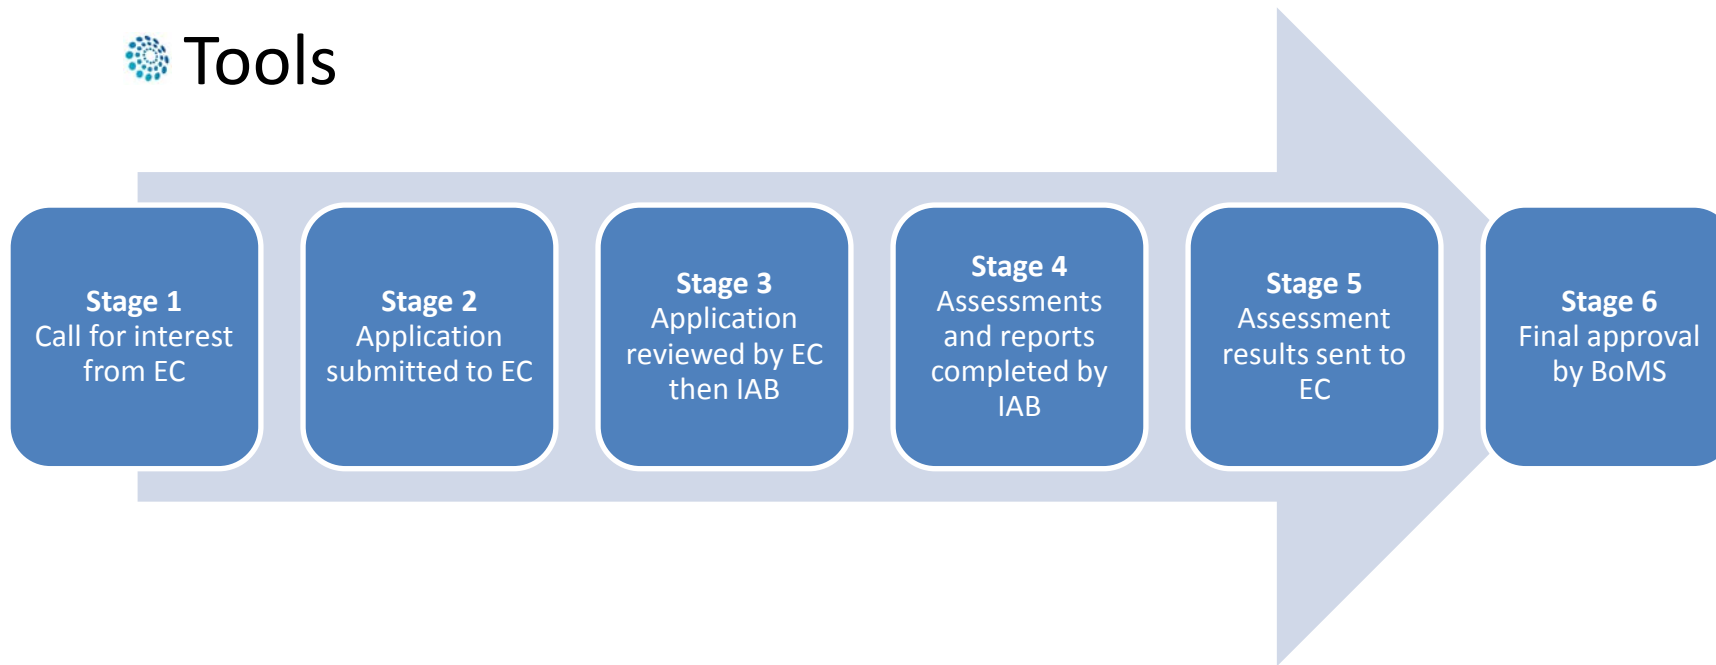 Tools
Stage 1
Call for interest
from EC
Stage 2
Application
submitted to EC
Stage 3
Application
reviewed by EC
then IAB
Stage 4
Assessments
and reports
completed by
IAB
Stage 5
Assessment
results sent to
EC
Stage 6
Final approval
by BoMS